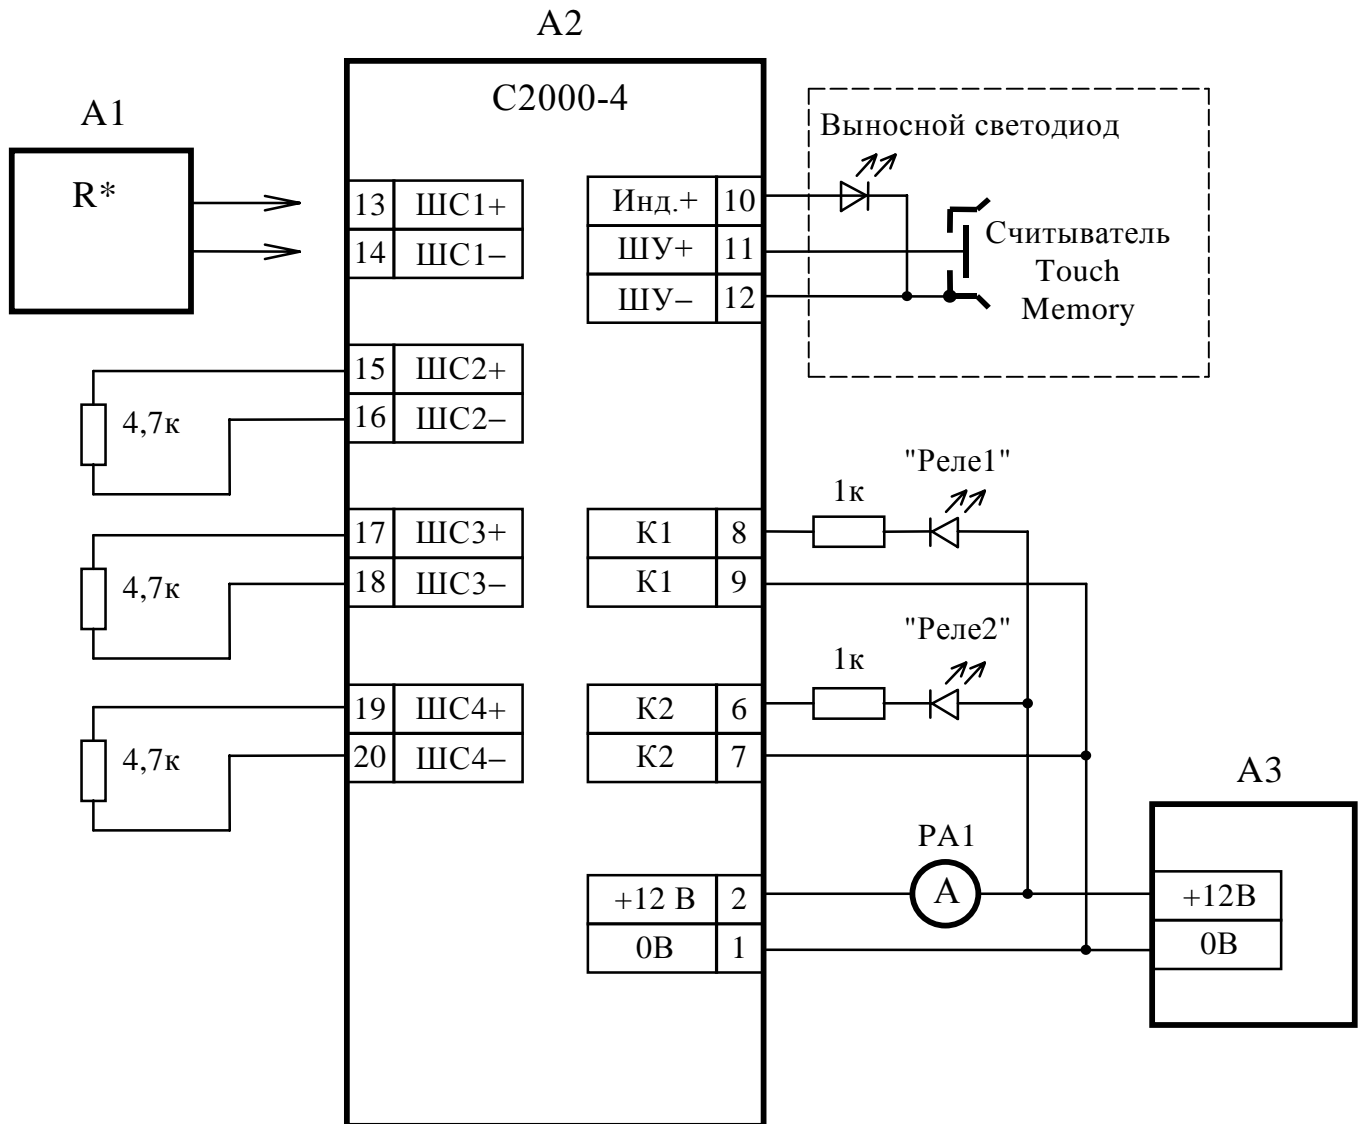 А2
С2000-4
А1
R*
13 ШС1+
14 ШС1–
15 ШС2+
16 ШС2–
4,7к
17 ШС3+
18 ШС3–
4,7к
19 ШС4+
20 ШС4–
4,7к
Инд.+ 10
ШУ+ 11
ШУ– 12
Выносной светодиод
Считыватель
Touch
Memory
"Реле1"
1к
К1 8
К1 9
"Реле2"
1к
К2 6
К2 7
РА1
А
+12 В 2
0В 1
А3
+12В
0В